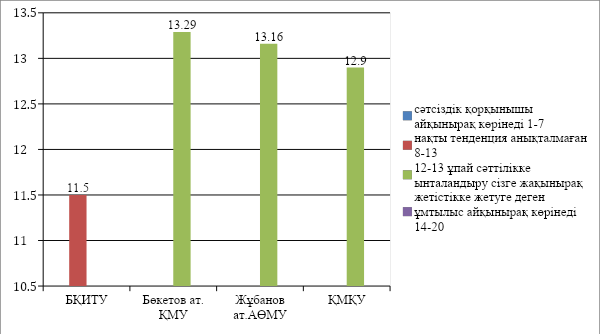 13.5
13
12.5
12
11.5
11
10.5
11.5
13.29
13.16
12.9
БҚИТУ
Бөкетов ат.
ҚМУ
Жұбанов
ат.АӨМУ
ҚМҚУ
сәтсіздік қорқынышы
айқынырақ көрінеді 1-7
нақты тенденция анықталмаған
8-13
12-13 ұпай сәттілікке
ынталандыру сізге жақынырақ
жетістікке жетуге деген
ұмтылыс айқынырақ көрінеді
14-20